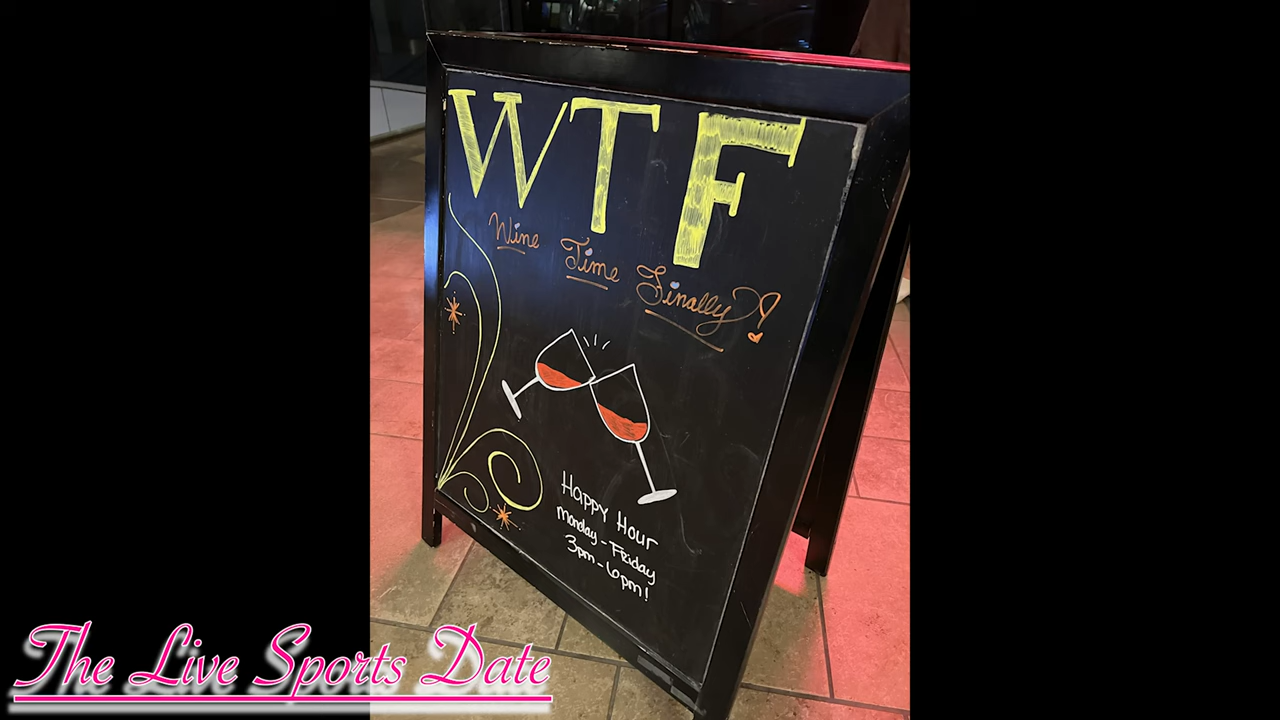 WTF
Wine Time Finally!
Happy Hour
Monday - Friday
3pm - 6pm!
The Live Sports Date